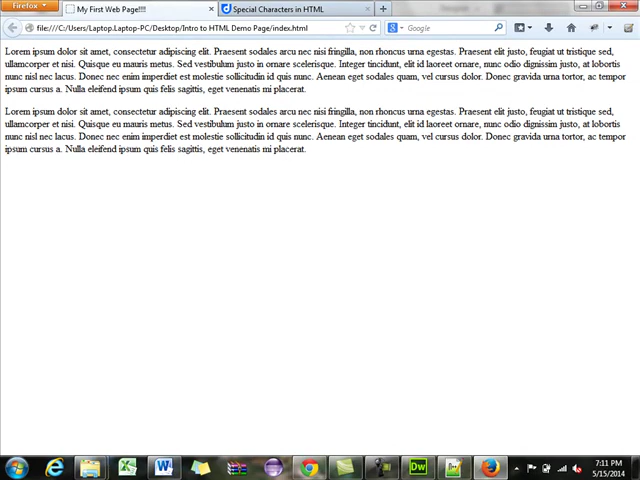 Firefox
My First Web Page!!!!
Special Characters in HTML
file:///C:/Users/Laptop.Laptop-PC/Desktop/Intro to HTML Demo Page/index.html
Google
Lorem ipsum dolor sit amet, consectetur adipiscing elit. Praesent sodales arcu nec nisi fringilla, non rhoncus urna egestas. Praesent elit justo, feugiat ut tristique sed,
ullamcorper et nisi. Quisque eu mauris metus. Sed vestibulum justo in ornare scelerisque. Integer tincidunt, elit id laoreet ornare, nunc odio dignissim justo, at lobortis
nunc nisl nec lacus. Donec nec enim imperdiet est molestie sollicitudin id quis nunc. Aenean eget sodales quam, vel cursus dolor. Donec gravida urna tortor, ac tempor
ipsum cursus a. Nulla eleifend ipsum quis felis sagittis, eget venenatis mi placerat.
Lorem ipsum dolor sit amet, consectetur adipiscing elit. Praesent sodales arcu nec nisi fringilla, non rhoncus urna egestas. Praesent elit justo, feugiat ut tristique sed,
ullamcorper et nisi. Quisque eu mauris metus. Sed vestibulum justo in ornare scelerisque. Integer tincidunt, elit id laoreet ornare, nunc odio dignissim justo, at lobortis
nunc nisl nec lacus. Donec nec enim imperdiet est molestie sollicitudin id quis nunc. Aenean eget sodales quam, vel cursus dolor. Donec gravida urna tortor, ac tempor
ipsum cursus a. Nulla eleifend ipsum quis felis sagittis, eget venenatis mi placerat.
Dw
7:11 PM
5/15/2014